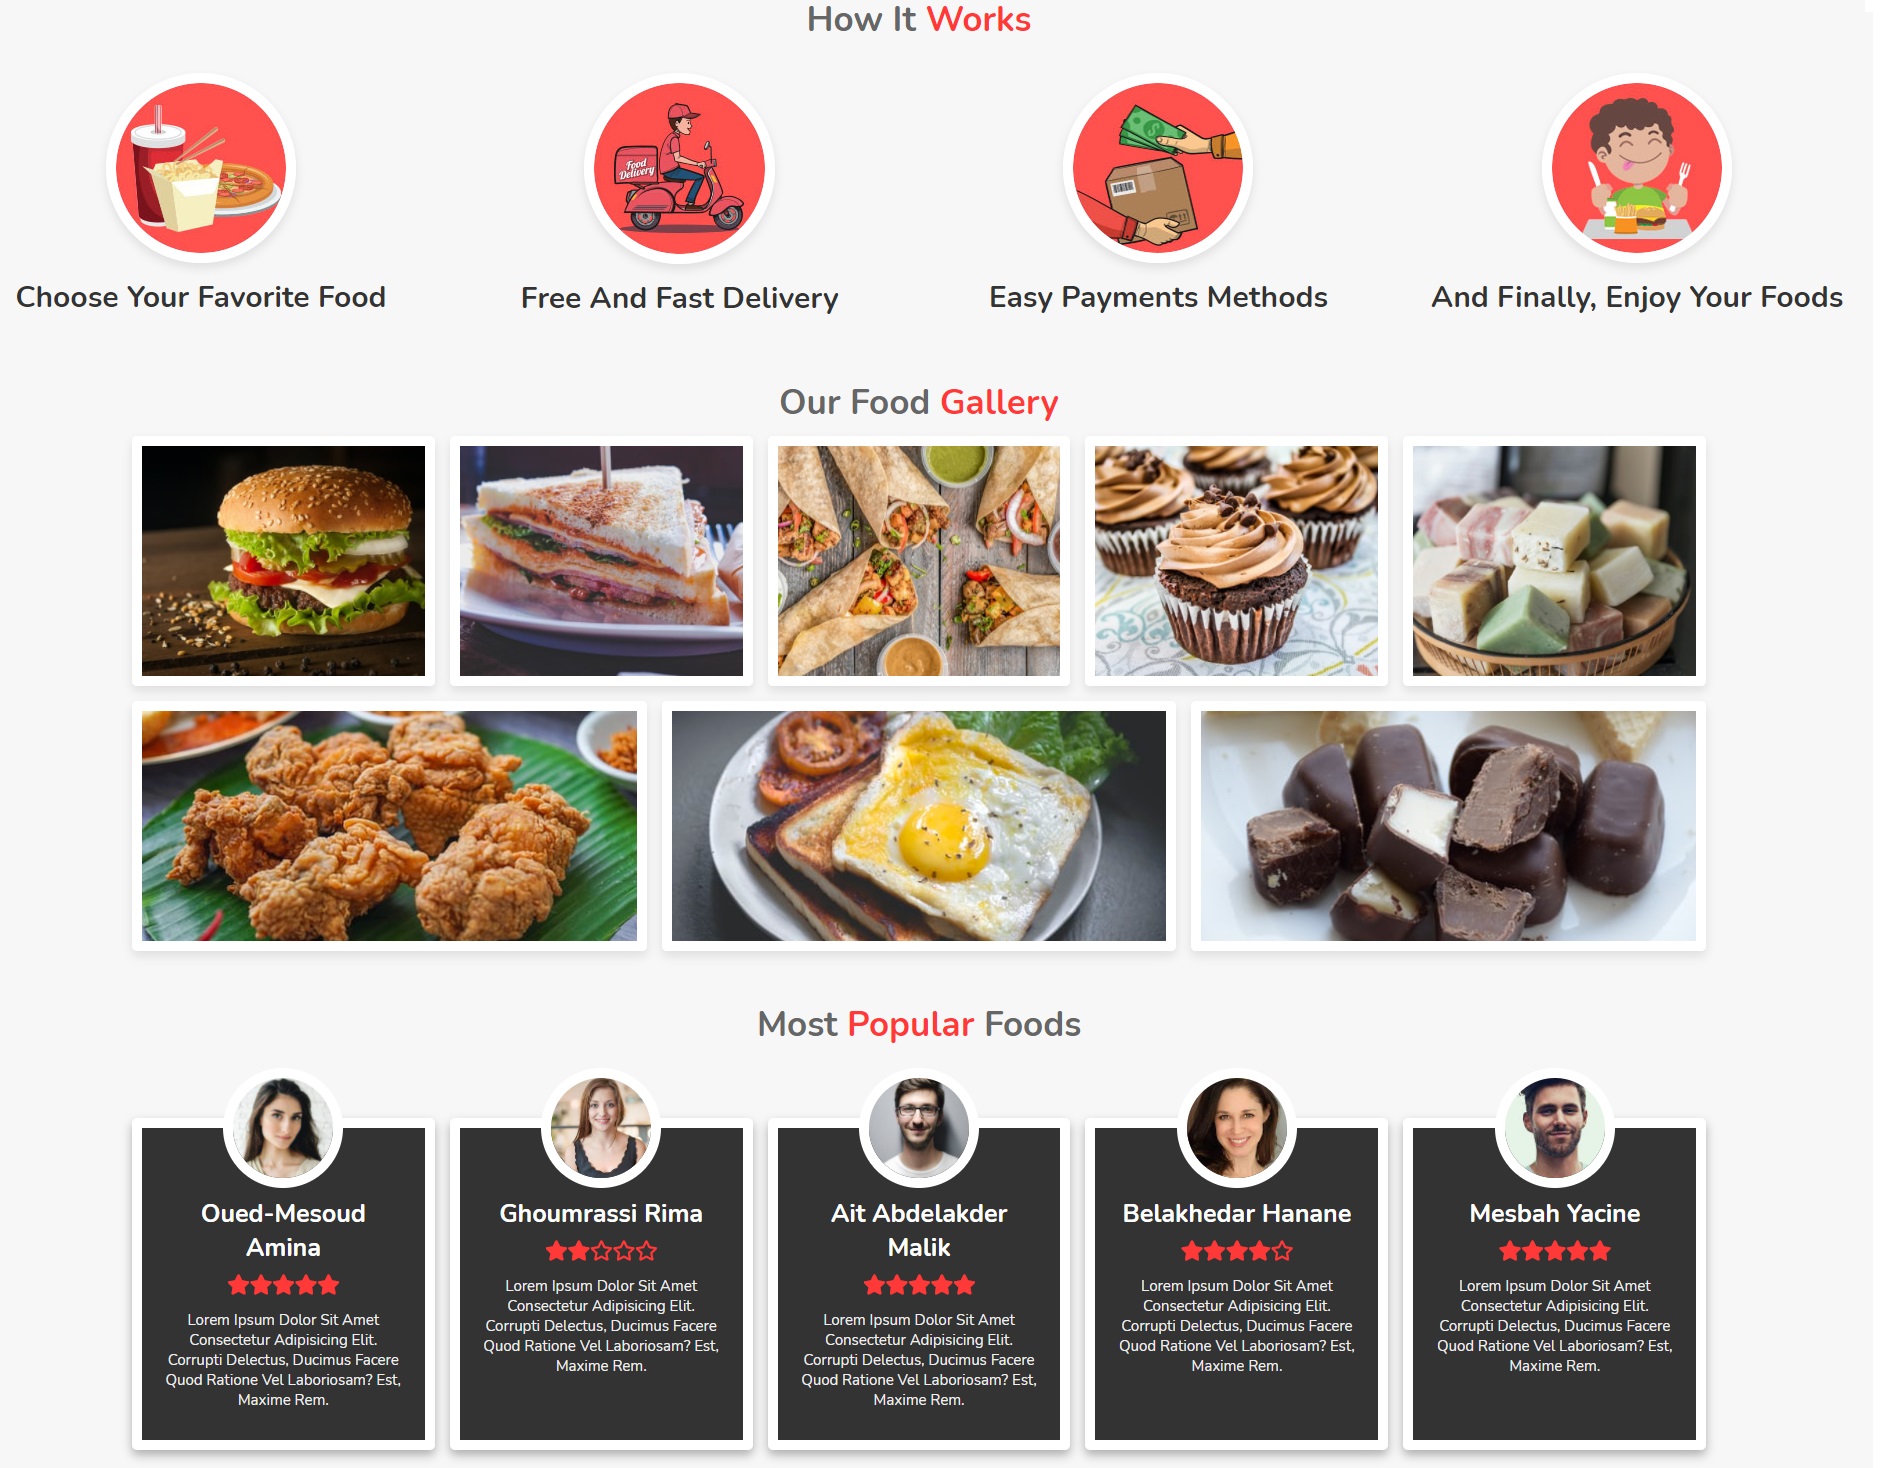 How It Works
Food
Delivery
Choose Your Favorite Food
Free And Fast Delivery
Easy Payments Methods
And Finally, Enjoy Your Foods
Our Food Gallery
Most Popular Foods
Oued-Mesoud
Amina
Lorem Ipsum Dolor Sit Amet
Consectetur Adipisicing Elit.
Corrupti Delectus, Ducimus Facere
Quod Ratione Vel Laboriosam? Est,
Maxime Rem.
Ghoumrassi Rima
Lorem Ipsum Dolor Sit Amet
Consectetur Adipisicing Elit.
Corrupti Delectus, Ducimus Facere
Quod Ratione Vel Laboriosam? Est,
Maxime Rem.
Ait Abdelakder
Malik
Lorem Ipsum Dolor Sit Amet
Consectetur Adipisicing Elit.
Corrupti Delectus, Ducimus Facere
Quod Ratione Vel Laboriosam? Est,
Maxime Rem.
Belakhedar Hanane
Lorem Ipsum Dolor Sit Amet
Consectetur Adipisicing Elit.
Corrupti Delectus, Ducimus Facere
Quod Ratione Vel Laboriosam? Est,
Maxime Rem.
Mesbah Yacine
Lorem Ipsum Dolor Sit Amet
Consectetur Adipisicing Elit.
Corrupti Delectus, Ducimus Facere
Quod Ratione Vel Laboriosam? Est,
Maxime Rem.